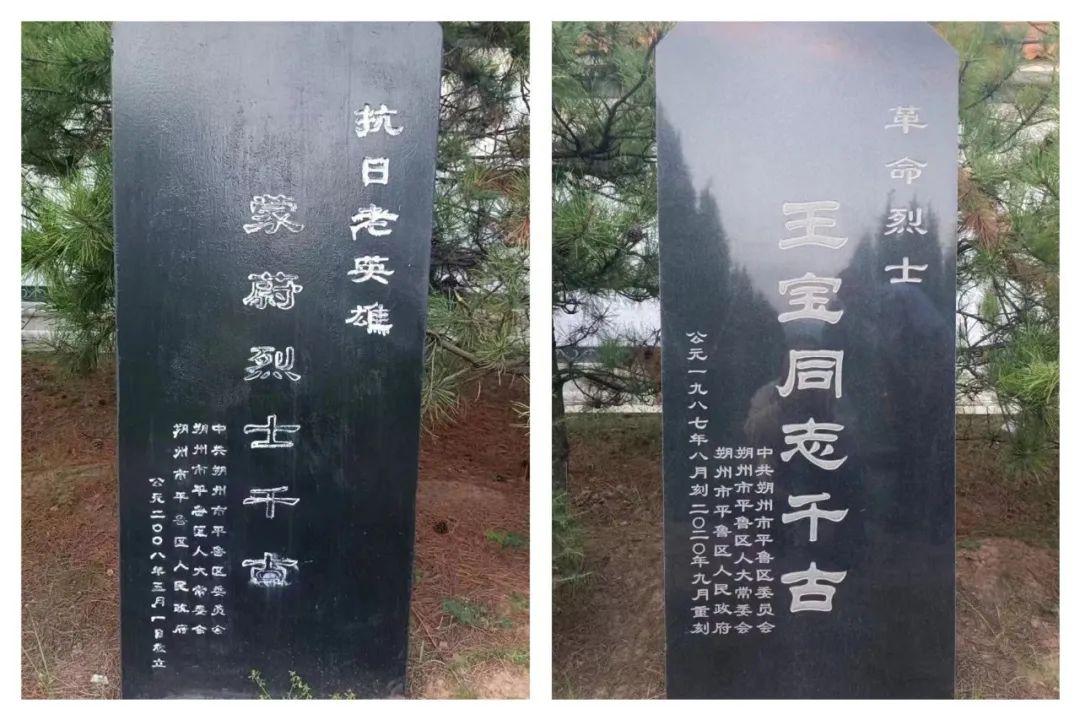 抗日老英雄
蒙蔚烈士千古
中共朔州市平鲁区委员会
朔州市平鲁区人大常委会
朔州市平鲁区人民政府
公元二〇〇八年三月一日敬立
革命烈士
王宝同志千古
中共朔州市平鲁区委员会
朔州市平鲁区人大常委会
朔州市平鲁区人民政府
公元一九八七年八月刻二〇二〇年九月重刻